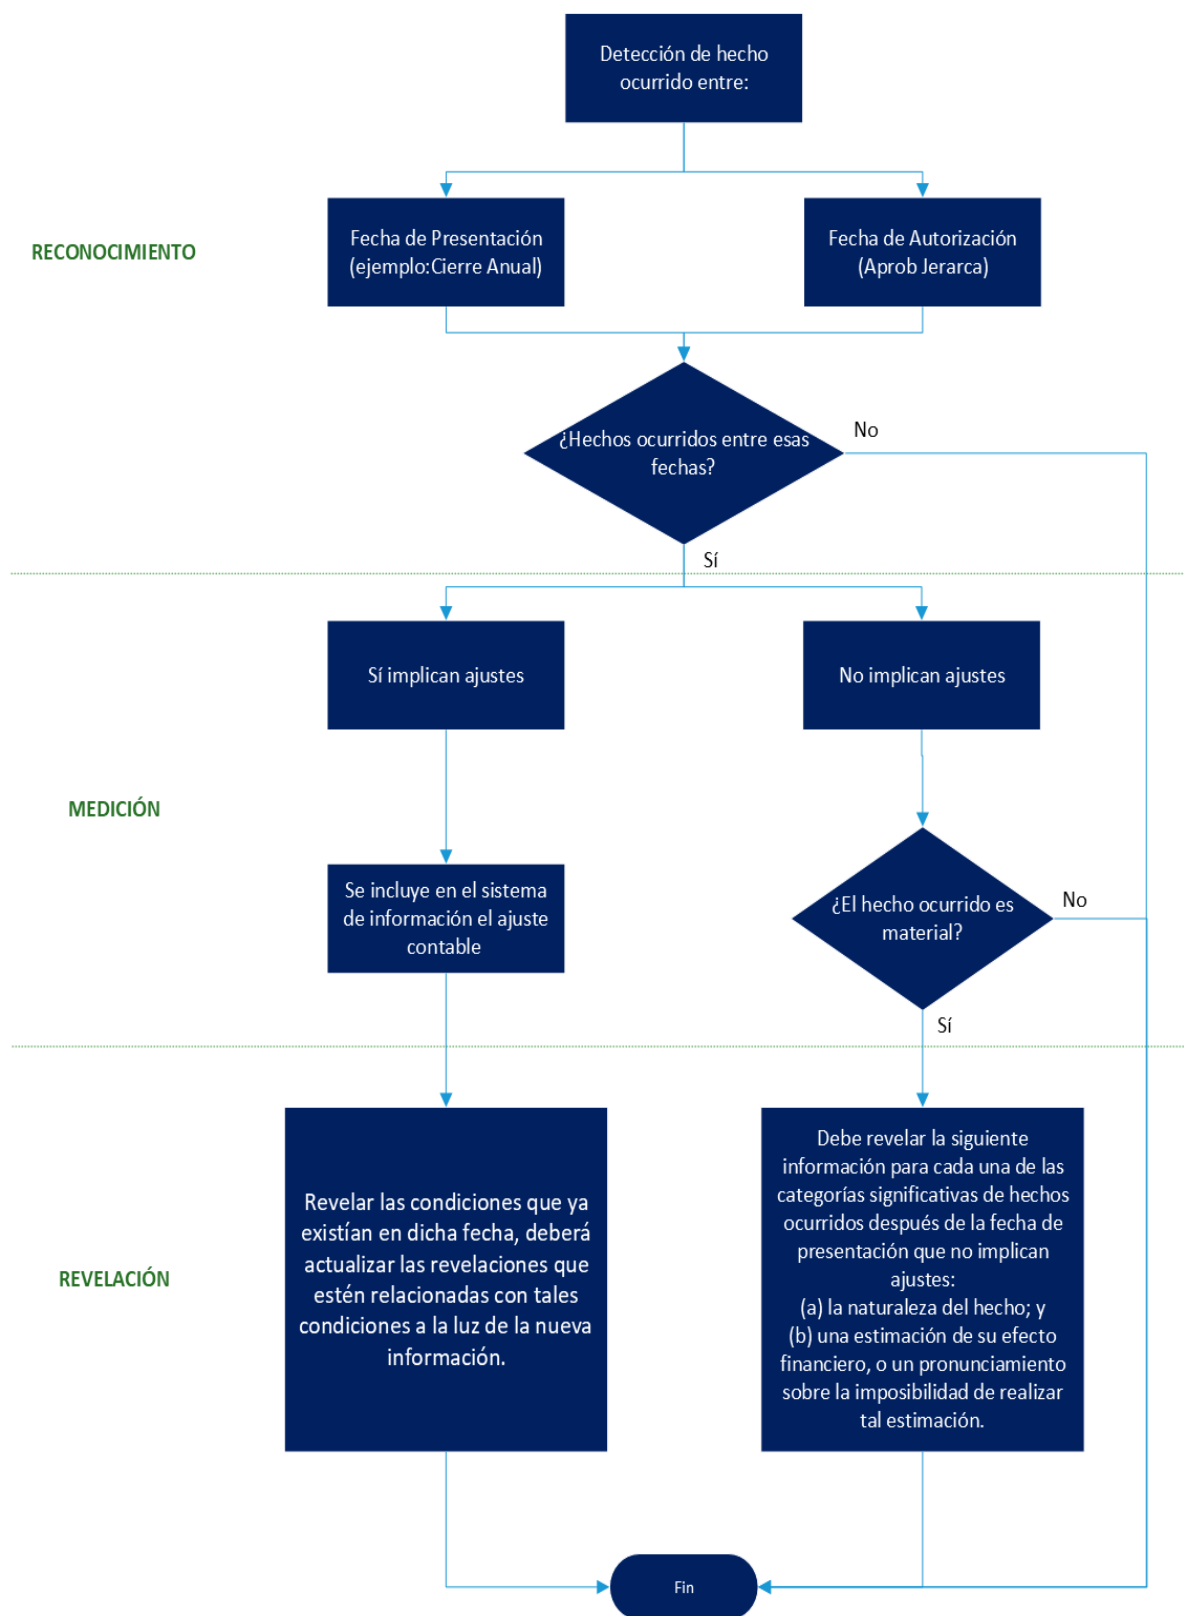 Detección de hecho
ocurrido entre:
RECONOCIMIENTO
Fecha de Presentación
(ejemplo:Cierre Anual)
Fecha de Autorización
(Aprob Jerarca)
¿Hechos ocurridos entre esas
fechas?
No
Sí
Sí implican ajustes
No implican ajustes
MEDICIÓN
Se incluye en el sistema
de información el ajuste
contable
¿El hecho ocurrido es
material?
No
Sí
REVELACIÓN
Revelar las condiciones que ya
existían en dicha fecha, deberá
actualizar las revelaciones que
estén relacionadas con tales
condiciones a la luz de la nueva
información.
Debe revelar la siguiente
información para cada una de las
categorías significativas de hechos
ocurridos después de la fecha de
presentación que no implican
ajustes:
(a) la naturaleza del hecho; y
(b) una estimación de su efecto
financiero, o un pronunciamiento
sobre la imposibilidad de realizar
tal estimación.
Fin